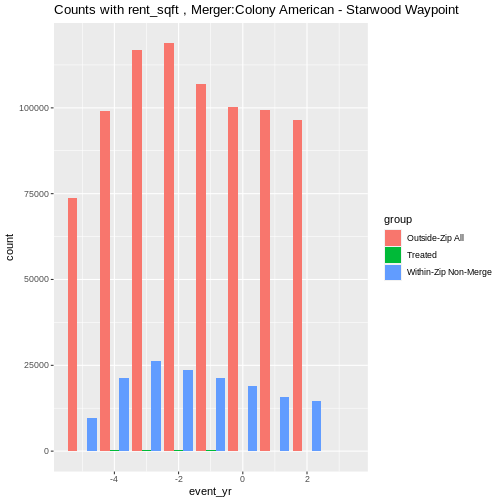 Counts with rent_sqft , Merger:Colony American - Starwood Waypoint
count
100000
75000
50000
25000
0
-4
-2
0
2
event_yr
group
Outside-Zip All
Treated
Within-Zip Non-Merge